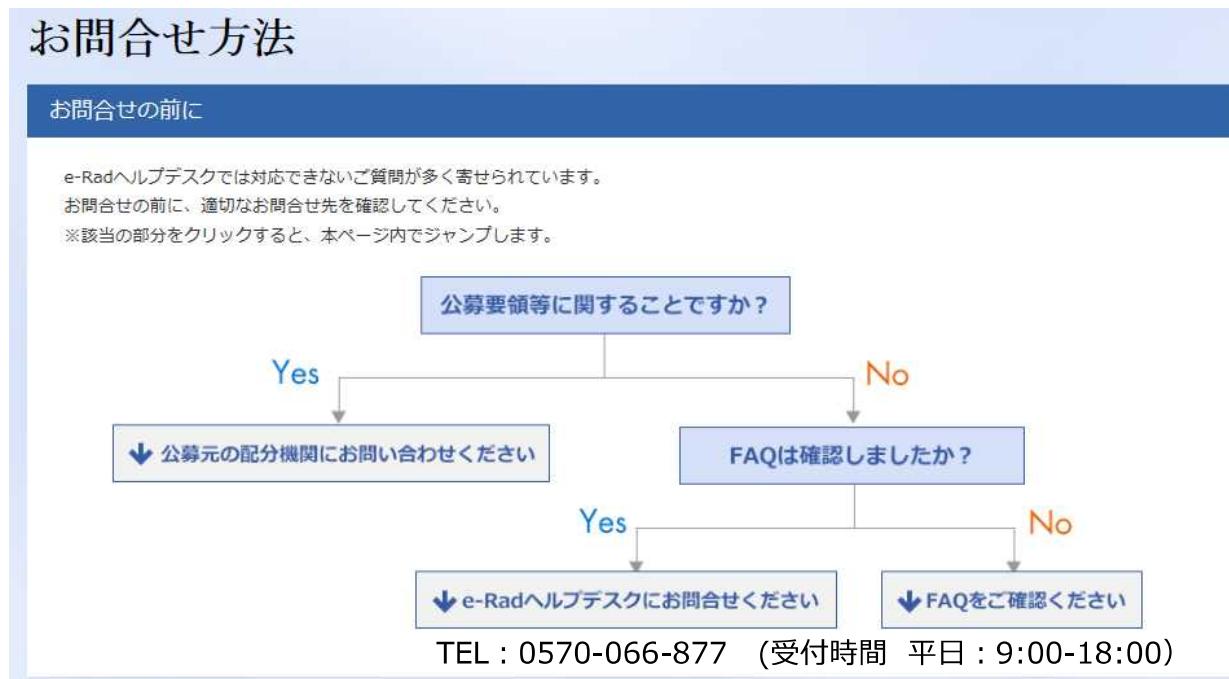 お問合せ方法
お問合せの前に
e-Radヘルプデスクでは対応できないご質問が多く寄せられています。
お問合せの前に、適切なお問合せ先を確認してください。
※該当の部分をクリックすると、本ページ内でジャンプします。
公募要領等に関することですか？
Yes
No
公募元の配分機関にお問い合わせください
FAQは確認しましたか？
Yes
No
e-Radヘルプデスクにお問合せください
FAQをご確認ください
TEL：0570-066-877 (受付時間 平日：9:00-18:00)